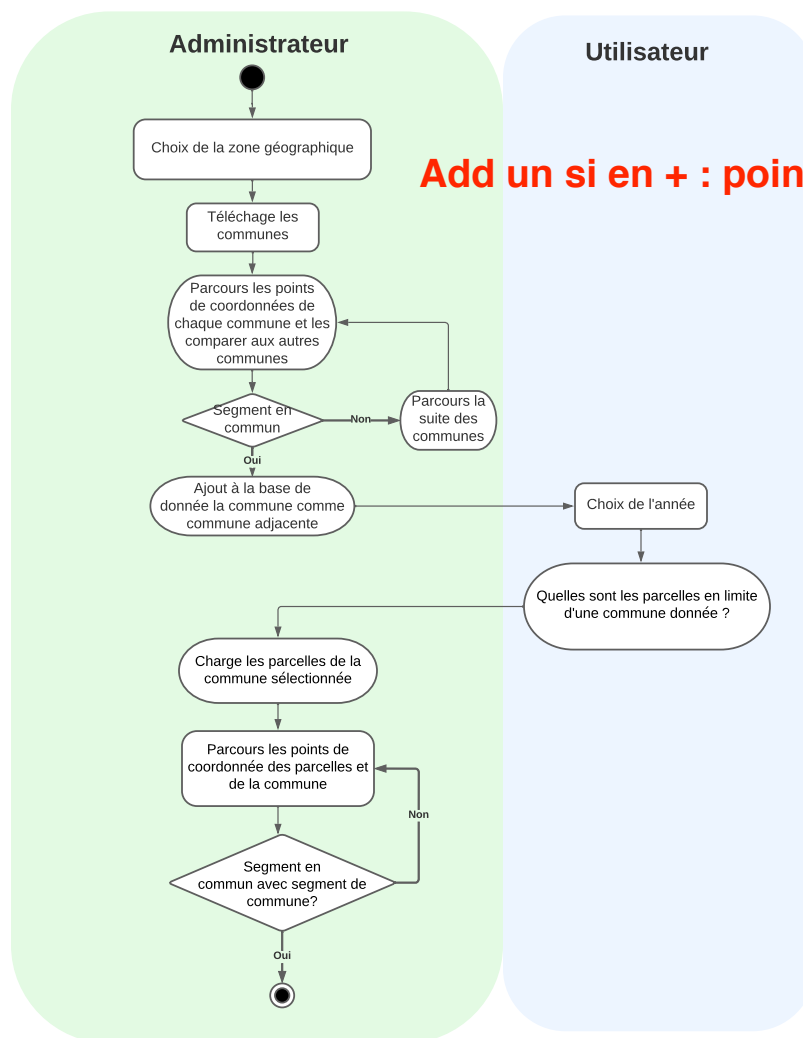 Administrateur
Utilisateur
Choix de la zone géographique
Add un si en + : poin
Téléchage les
communes
Parcours les points
de coordonnées de
chaque commune et les
comparer aux autres
communes
Segment en
commun
Non
Parcours la
suite des
communes
Oui
Ajout à la base de
donnée la commune comme
commune adjacente
Choix de l'année
Quelles sont les parcelles en limite
d'une commune donnée ?
Charge les parcelles de la
commune sélectionnée
Parcours les points de
coordonnée des parcelles et
de la commune
Non
Segment en
commun avec segment de
commune?
Oui